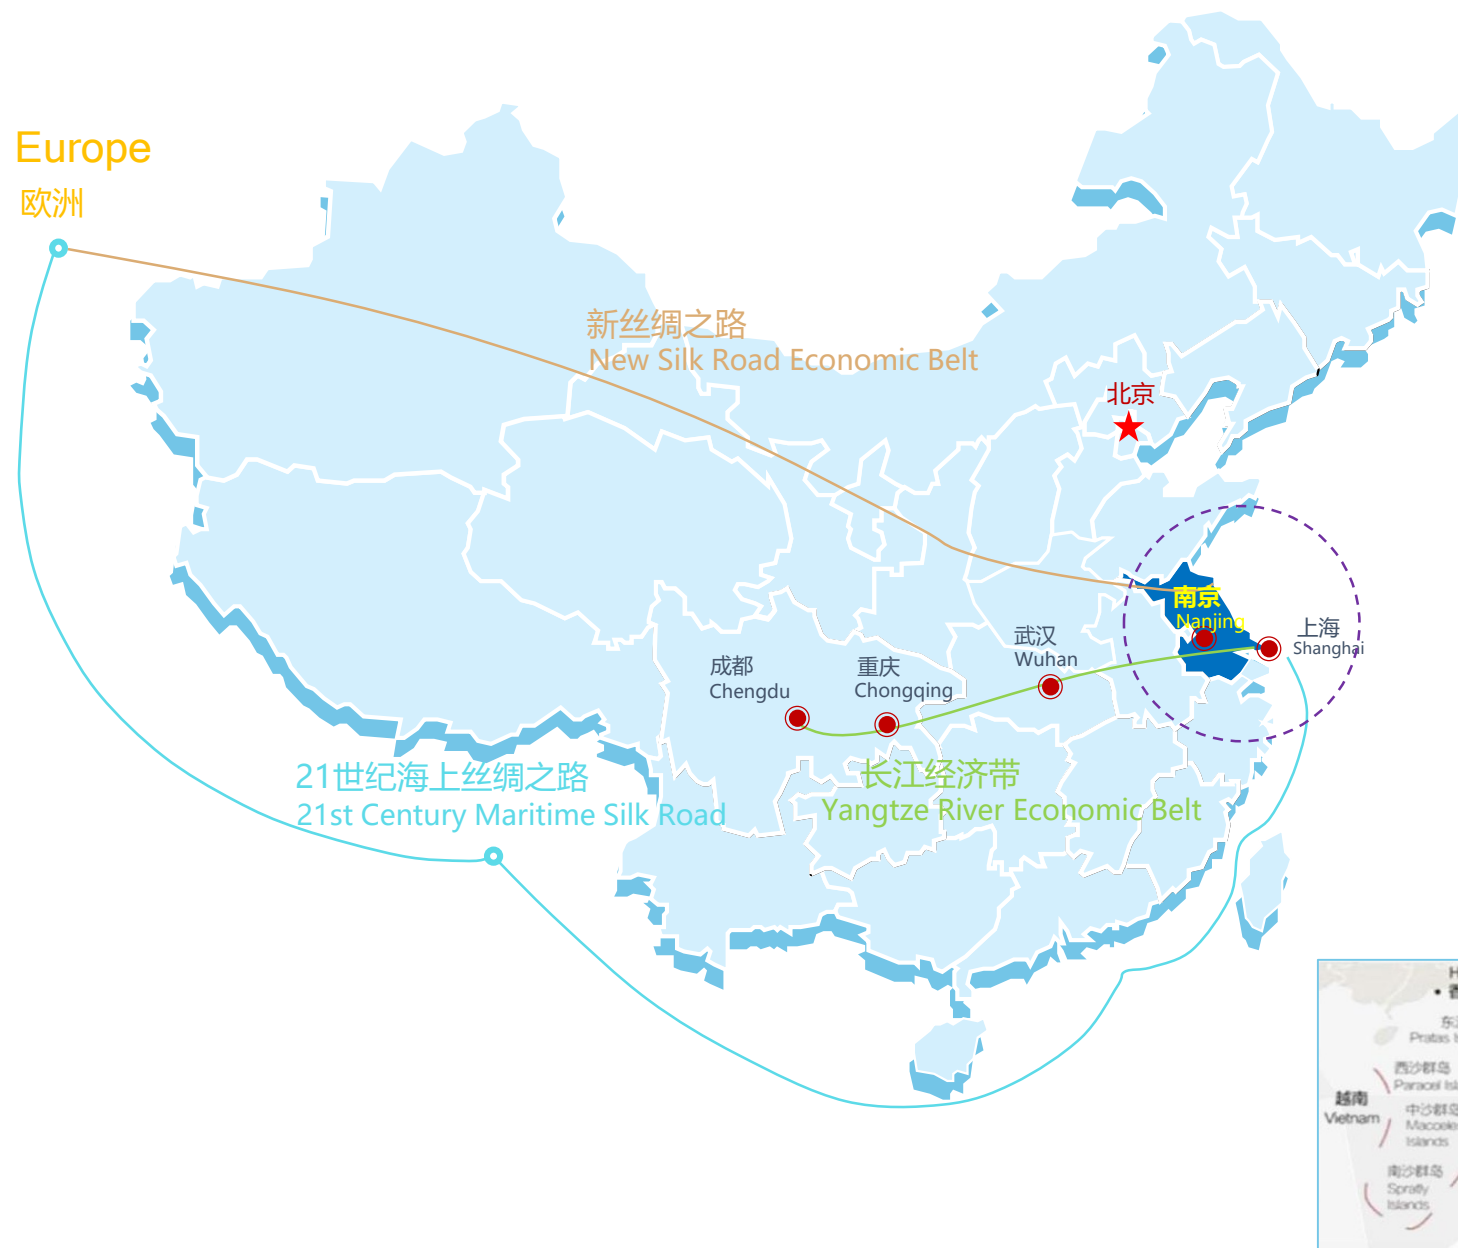 Europe
欧洲
新丝绸之路
New Silk Road Economic Belt
北京
南京
Nanjing
上海
Shanghai
武汉
Wuhan
成都
Chengdu
重庆
Chongqing
21世纪海上丝绸之路
21st Century Maritime Silk Road
长江经济带
Yangtze River Economic Belt
Pratas
西沙群岛
Paracel
越南
Vietnam
中沙群岛
Islands
南沙群岛
Spratly
Islands